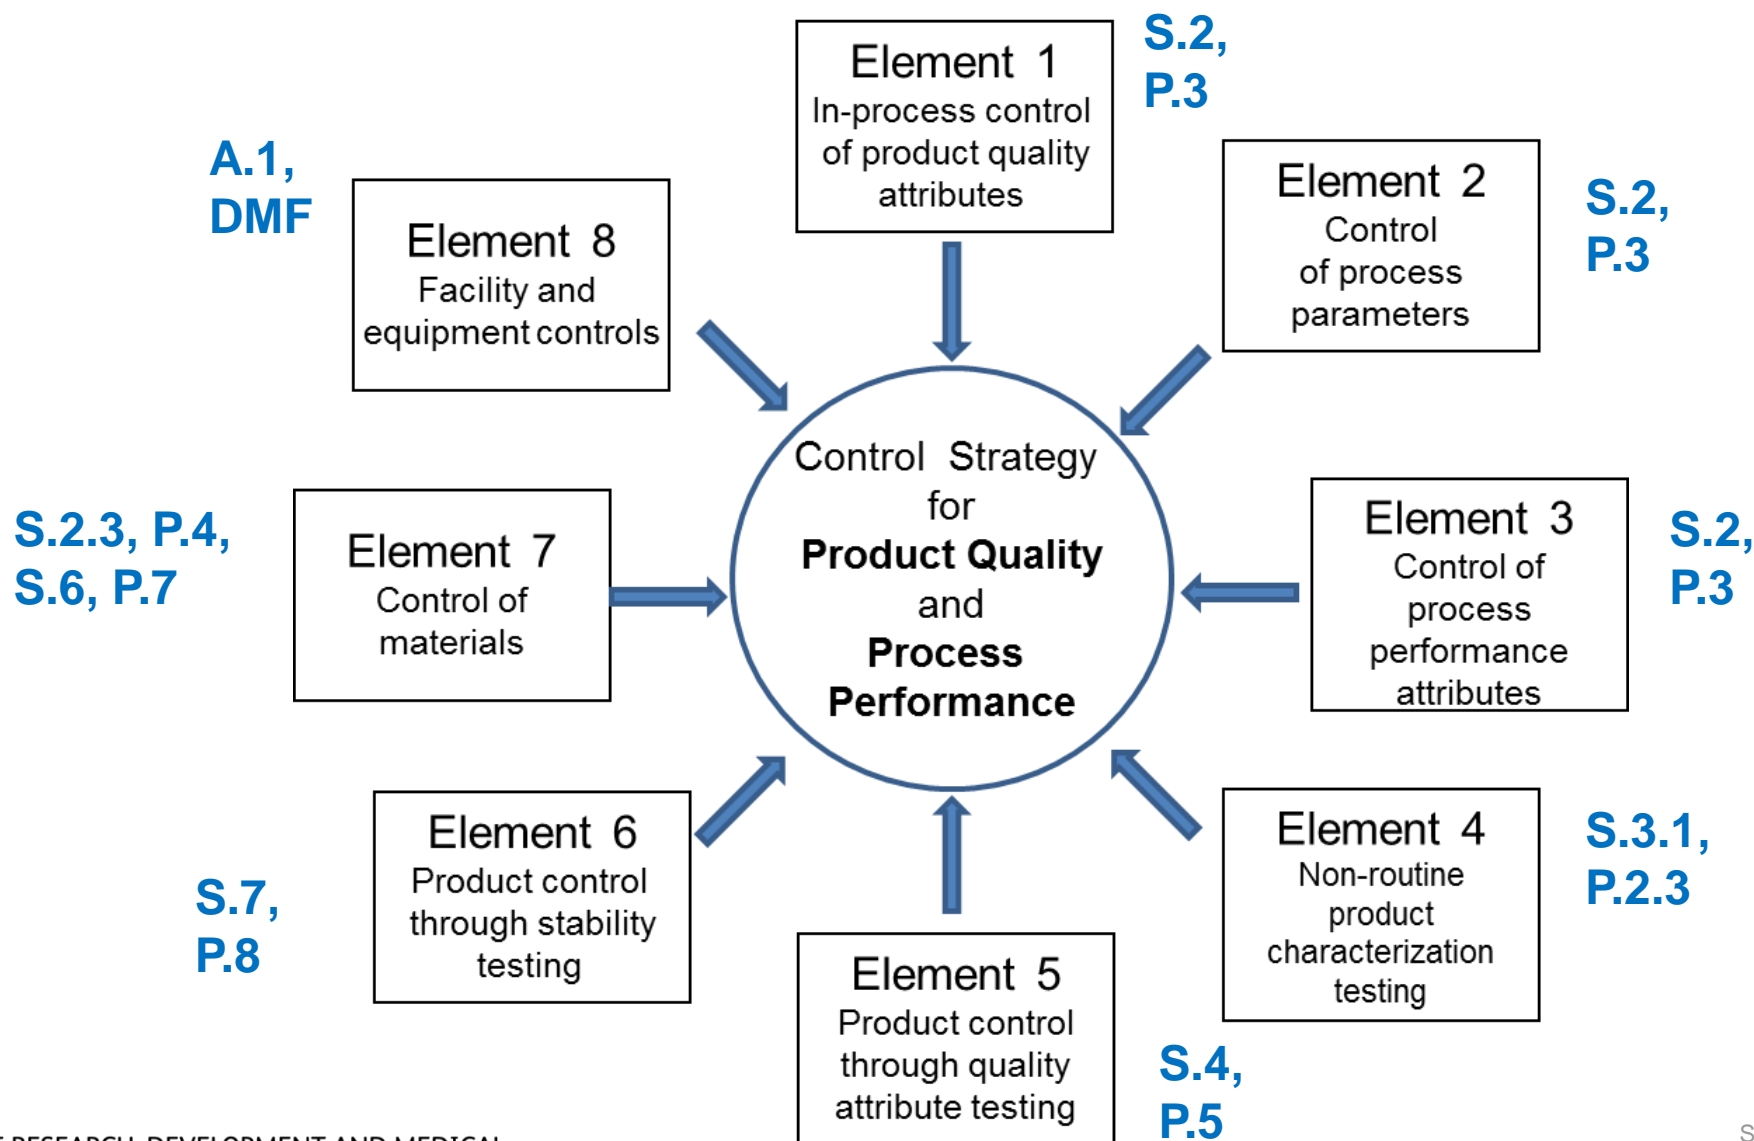 Element 1
In-process control
of product quality
attributes
S.2,
P.3
Element 2
Control
of process
parameters
S.2,
P.3
Element 3
Control of
process
performance
attributes
S.2,
P.3
Element 4
Non-routine
product
characterization
testing
S.3.1,
P.2.3
Element 5
Product control
through quality
attribute testing
S.4,
P.5
Element 6
Product control
through stability
testing
S.7,
P.8
Element 7
Control of
materials
S.2.3, P.4,
S.6, P.7
Element 8
Facility and
equipment controls
A.1,
DMF
Control Strategy
for
Product Quality
and
Process
Performance
RESEARCH, DEVELOPMENT AND MEDICAL
S